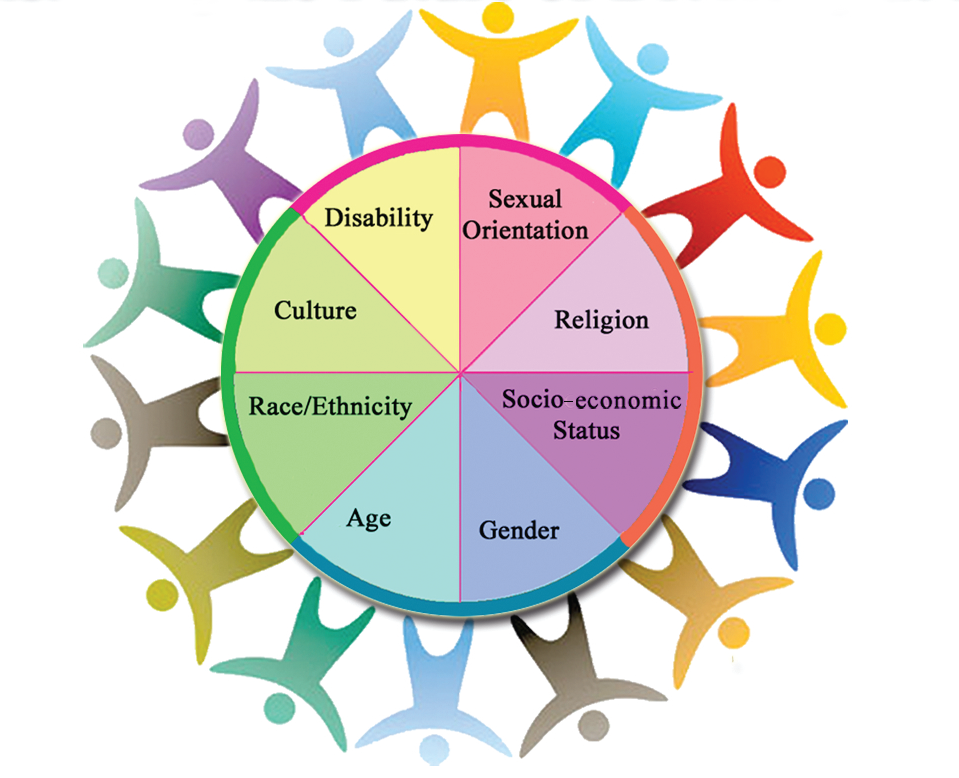 Disability
Sexual
Orientation
Culture
Religion
Race/Ethnicity
Socio-economic
Status
Age
Gender